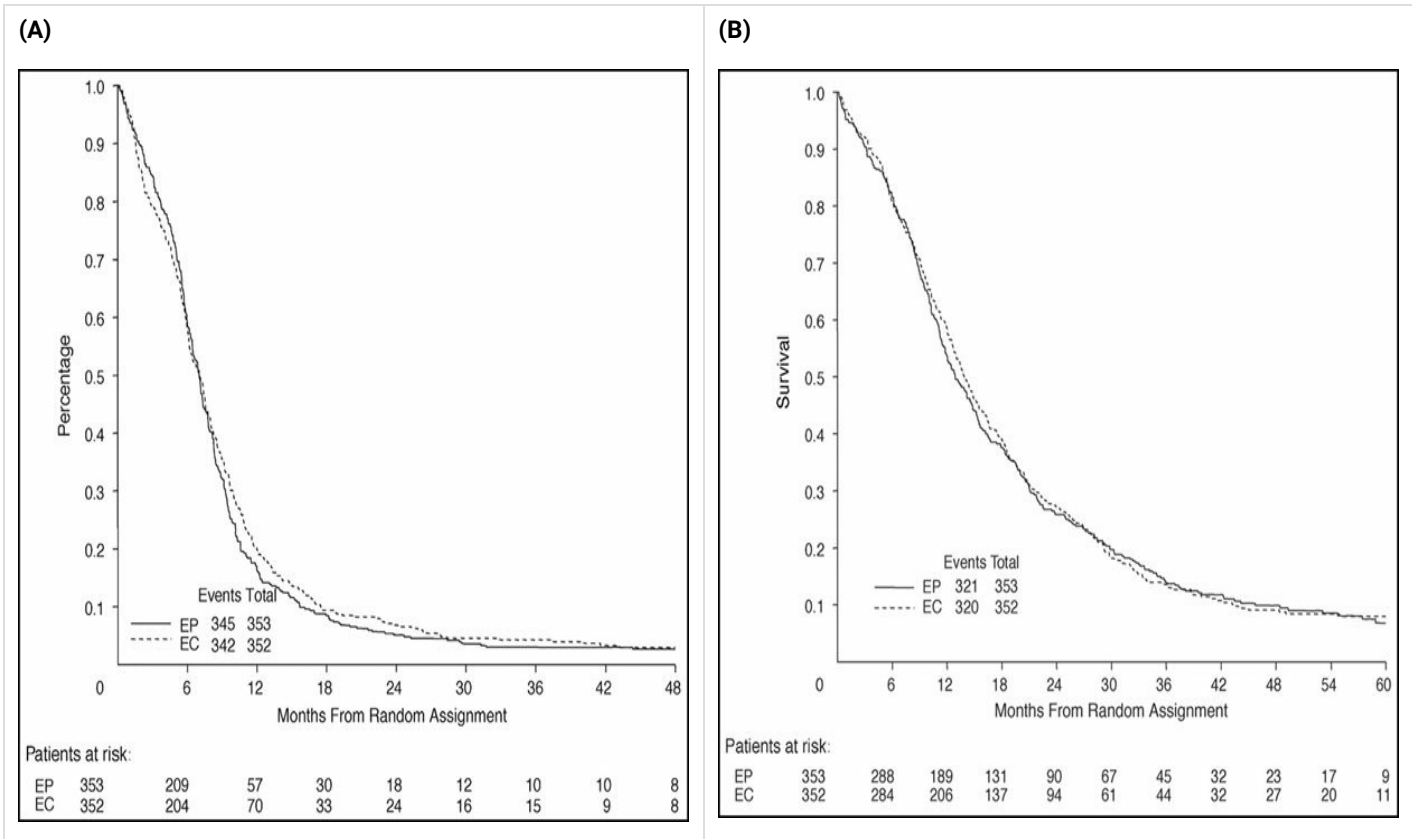 (A)
1.0
0.9
0.8
0.7
0.6
0.5
0.4
0.3
0.2
0.1
Percentage
Events Total
EP 345 353
EC 342 352
0 6 12 18 24 30 36 42 48
Months From Random Assignment
Patients at risk:
EP 353 209 57 30 18 12 10 10 8
EC 352 204 70 33 24 16 15 9 8
(B)
1.0
0.9
0.8
0.7
0.6
0.5
0.4
0.3
0.2
0.1
Survival
Events Total
EP 321 353
EC 320 352
0 6 12 18 24 30 36 42 48 54 60
Months From Random Assignment
Patients at risk:
EP 353 288 189 131 90 67 45 32 23 17 9
EC 352 284 206 137 94 61 44 32 27 20 11